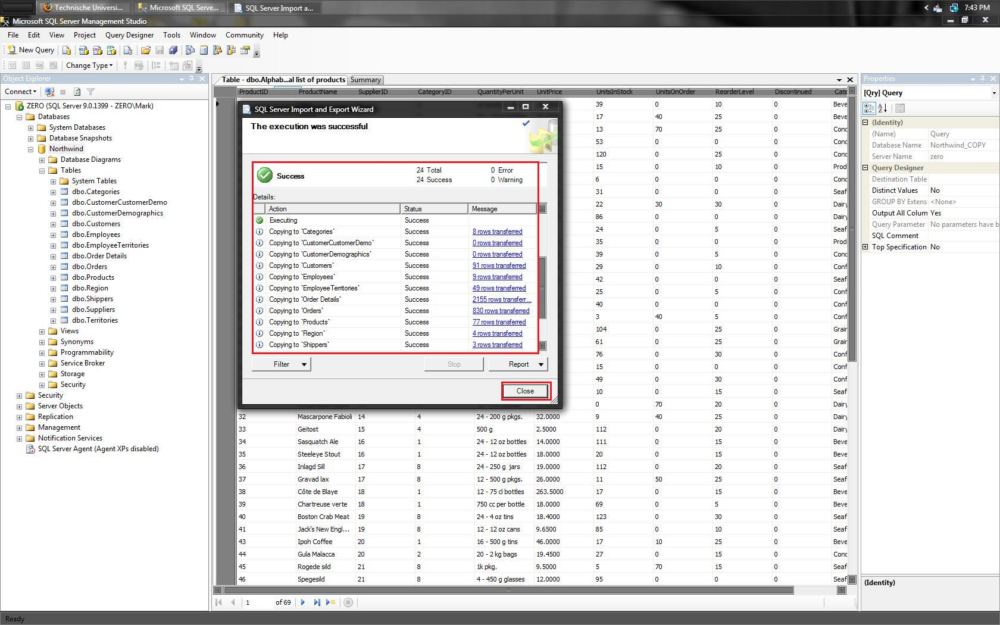 Technische Universi...
Microsoft SQL Serve...
SQL Server Import a...
7:43 PM
Microsoft SQL Server Management Studio
File Edit View Project Query Designer Tools Window Community Help
New Query
Change Type
Object Explorer
Connect
ZERO (SQL Server 9.0.1399 - ZERO\Mark)
Databases
System Databases
Database Snapshots
Northwind
Database Diagrams
Tables
System Tables
dbo.Categories
dbo.CustomerCustomerDemo
dbo.CustomerDemographics
dbo.Customers
dbo.Employees
dbo.EmployeeTerritories
dbo.Order Details
dbo.Orders
dbo.Products
dbo.Region
dbo.Shippers
dbo.Suppliers
dbo.Territories
Views
Synonyms
Programmability
Service Broker
Storage
Security
Security
Server Objects
Replication
Management
Notification Services
SQL Server Agent (Agent XPs disabled)
Table - dbo.Alphab...al list of products Summary
ProductID ProductName SupplierID CategoryID QuantityPerUnit UnitPrice UnitsInStock UnitsOnOrder ReorderLevel Discontinued Cate
39 0 10 0 Beve
17 40 25 0 Beve
13 70 25 0 Conc
53 0 0 0 Conc
120 0 25 0 Conc
15 0 10 0 Prod
6 0 0 0 Conc
31 0 0 0 Seaf
22 30 30 0 Dairy
86 0 0 0 Dairy
24 0 5 0 Seaf
35 0 0 0 Prod
39 0 5 0 Conc
29 0 10 0 Conf
42 0 0 0 Seaf
25 0 5 0 Conf
40 0 0 0 Conf
3 40 5 0 Conf
104 0 25 0 Grair
61 0 25 0 Grair
76 0 30 0 Conf
15 0 0 0 Conf
49 0 30 0 Conf
10 0 15 0 Seaf
0 70 20 0 Dairy
32 Mascarpone Fabioli 14 4 24 - 200 g pkgs. 32.0000 9 40 25 0 Dairy
33 Geitost 15 4 500 g 2.5000 112 0 20 0 Dairy
34 Sasquatch Ale 16 1 24 - 12 oz bottles 14.0000 111 0 15 0 Beve
35 Steeleye Stout 16 1 24 - 12 oz bottles 18.0000 20 0 15 0 Beve
36 Inlagd Sill 17 8 24 - 250 g jars 19.0000 112 0 20 0 Seaf
37 Gravad lax 17 8 12 - 500 g pkgs. 26.0000 11 50 25 0 Seaf
38 Côte de Blaye 18 1 12 - 75 cl bottles 263.5000 17 0 15 0 Beve
39 Chartreuse verte 18 1 750 cc per bottle 18.0000 69 0 5 0 Beve
40 Boston Crab Meat 19 8 24 - 4 oz tins 18.4000 123 0 30 0 Seaf
41 Jack's New Engl... 19 8 12 - 12 oz cans 9.6500 85 0 10 0 Seaf
43 Ipoh Coffee 20 1 16 - 500 g tins 46.0000 17 10 25 0 Beve
44 Gula Malacca 20 2 20 - 2 kg bags 19.4500 27 0 15 0 Conc
45 Rogede sild 21 8 1k pkg. 9.5000 5 70 15 0 Seaf
46 Spegesild 21 8 4 - 450 g glasses 12.0000 95 0 0 0 Seaf
1 of 69
SQL Server Import and Export Wizard
The execution was successful
Success
24 Total 0 Error
24 Success 0 Warning
Details:
Action Status Message
Executing Success
Copying to `Categories` Success 8 rows transferred
Copying to `CustomerCustomerDemo` Success 0 rows transferred
Copying to `CustomerDemographics` Success 0 rows transferred
Copying to `Customers` Success 91 rows transferred
Copying to `Employees` Success 9 rows transferred
Copying to `EmployeeTerritories` Success 49 rows transferred
Copying to `Order Details` Success 2155 rows transferr...
Copying to `Orders` Success 830 rows transferred
Copying to `Products` Success 77 rows transferred
Copying to `Region` Success 4 rows transferred
Copying to `Shippers` Success 3 rows transferred
Filter Stop Report
Close
Properties
[Qry] Query
(Identity)
(Name) Query
Database Name Northwind_COPY
Server Name zero
Query Designer
Destination Table
Distinct Values No
GROUP BY Extens <None>
Output All Colum Yes
Query Parameter No parameters have b
SQL Comment
Top Specification No
(Identity)
Ready